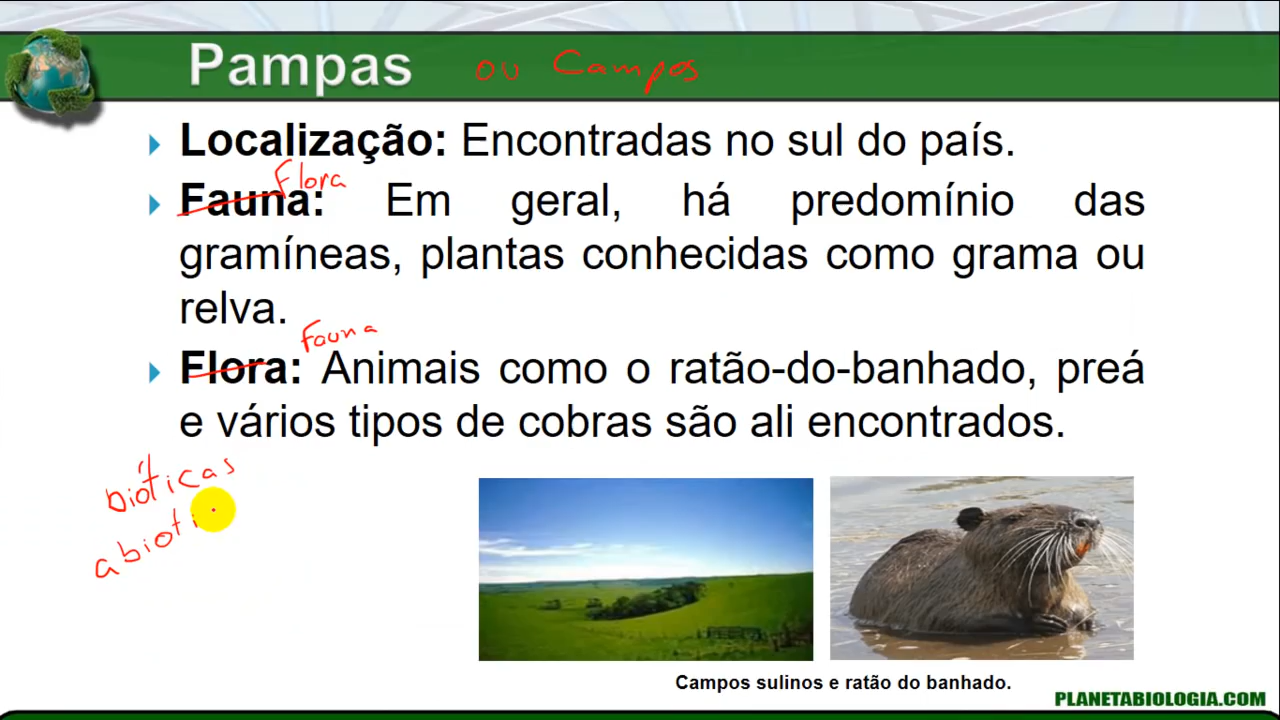 Pampas ou Campos
Localização: Encontradas no sul do país.
Flora
Fauna: Em geral, há predomínio das
gramíneas, plantas conhecidas como grama ou
relva.
Fauna
Flora: Animais como o ratão-do-banhado, preá
e vários tipos de cobras são ali encontrados.
bióticas
abioti
Campos sulinos e ratão do banhado.
PLANETABIOLOGIA.COM